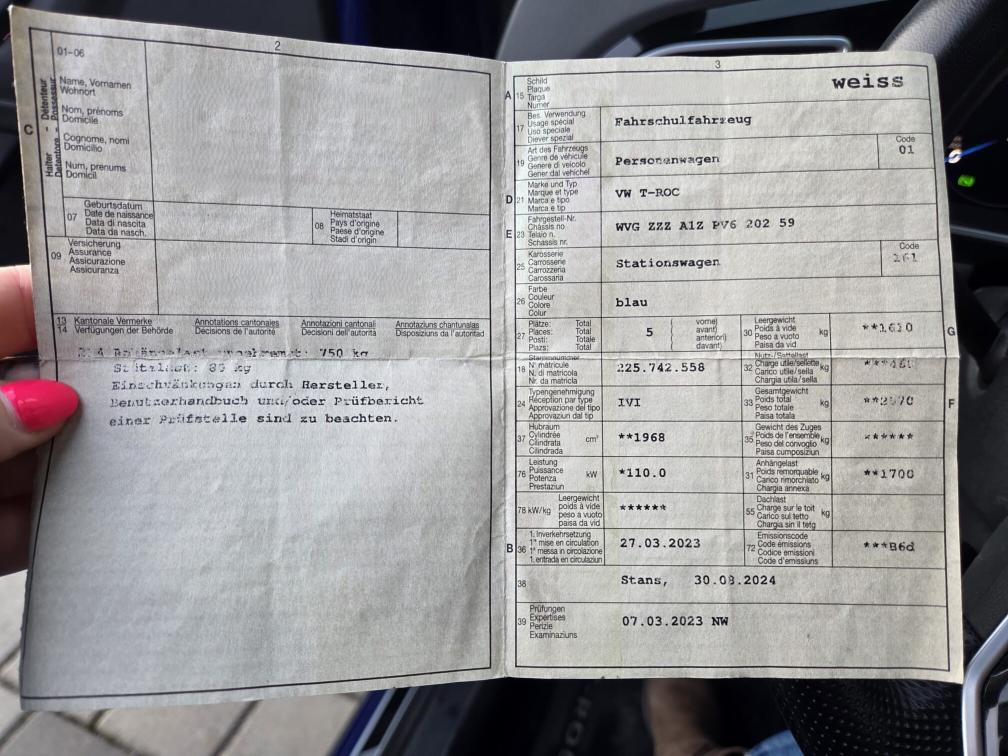 2
01-06
C
Halter - Détenteur
Detentore - Possessur
Name, Vornamen
Wohnort
Nom, prénoms
Domicile
Cognome, nomi
Domicilio
Num, prenums
Domicil
07
Geburtsdatum
Date de naissance
Data di nascita
Data da nasch.
08
Heimatstaat
Pays d'origine
Paese d'origine
Stadi d'origin
09
Versicherung
Assurance
Assicurazione
Assicuranza
13
14
Kantonale Vermerke
Verfügungen der Behörde
Annotations cantonales
Décisions de l'autorité
Annotazioni cantonali
Decisioni dell'autorità
Annotaziuns chantunalas
Disposiziuns da l'autoritad
750 kg
Stützlast: 85 kg
Einschränkungen durch Hersteller,
Benutzerhandbuch und/oder Prüfbericht
einer Prüfstelle sind zu beachten.
3
A 15
Schild
Plaque
Targa
Numer
weiss
17
Bes. Verwendung
Usage spécial
Uso speciale
Diever spezial
Fahrschulfahrzeug
19
Art des Fahrzeugs
Genre de véhicule
Genere di veicolo
Gener dal vehichel
Personenwagen
Code
01
D 21
Marke und Typ
Marque et type
Marca e tipo
Marca e tip
VW T-ROC
E 23
Fahrgestell-Nr.
Châssis no
Telaio n.
Schassis nr.
WVG ZZZ A1Z PV6 202 59
25
Karosserie
Carrosserie
Carrozzeria
Carossaria
Stationswagen
Code
261
26
Farbe
Couleur
Colore
Colur
blau
27
Plätze: Total
Places: Total
Posti: Totale
Plazs: Total
5
vorne
avant
anteriori
davant
30
Leergewicht
Poids à vide
Peso a vuoto
Paisa da vid
kg
**1610
G
18
Stammnummer
N° matricule
N. di matricola
Nr. da matricla
225.742.558
32
Nutz-/Sattellast
Charge utile/sellette
Carico utile/sella
Chargia utila/sella
kg
***460
24
Typengenehmigung
Réception par type
Approvazione del tipo
Approvaziun dal tip
IVI
33
Gesamtgewicht
Poids total
Peso totale
Paisa totala
kg
**2070
F
37
Hubraum
Cylindrée
Cilindrata
Cilindrada
cm³
**1968
35
Gewicht des Zuges
Poids de l'ensemble
Peso del convoglio
Paisa cumposiziun
kg
******
76
Leistung
Puissance
Potenza
Prestaziun
kW
*110.0
31
Anhängelast
Poids remorquable
Carico rimorchiato
Chargia annexa
kg
**1700
78 kW/kg
Leergewicht
poids à vide
peso a vuoto
paisa da vid
******
55
Dachlast
Charge sur le toit
Carico sul tetto
Chargia sin il tetg
kg
B 36
1. Inverkehrsetzung
1re mise en circulation
1a messa in circolazione
1. entrada en circulaziun
27.03.2023
72
Emissionscode
Code émissions
Codice emissioni
Code d'emissiuns
***B6d
38
Stans, 30.08.2024
39
Prüfungen
Expertises
Perizie
Examinaziuns
07.03.2023 NW